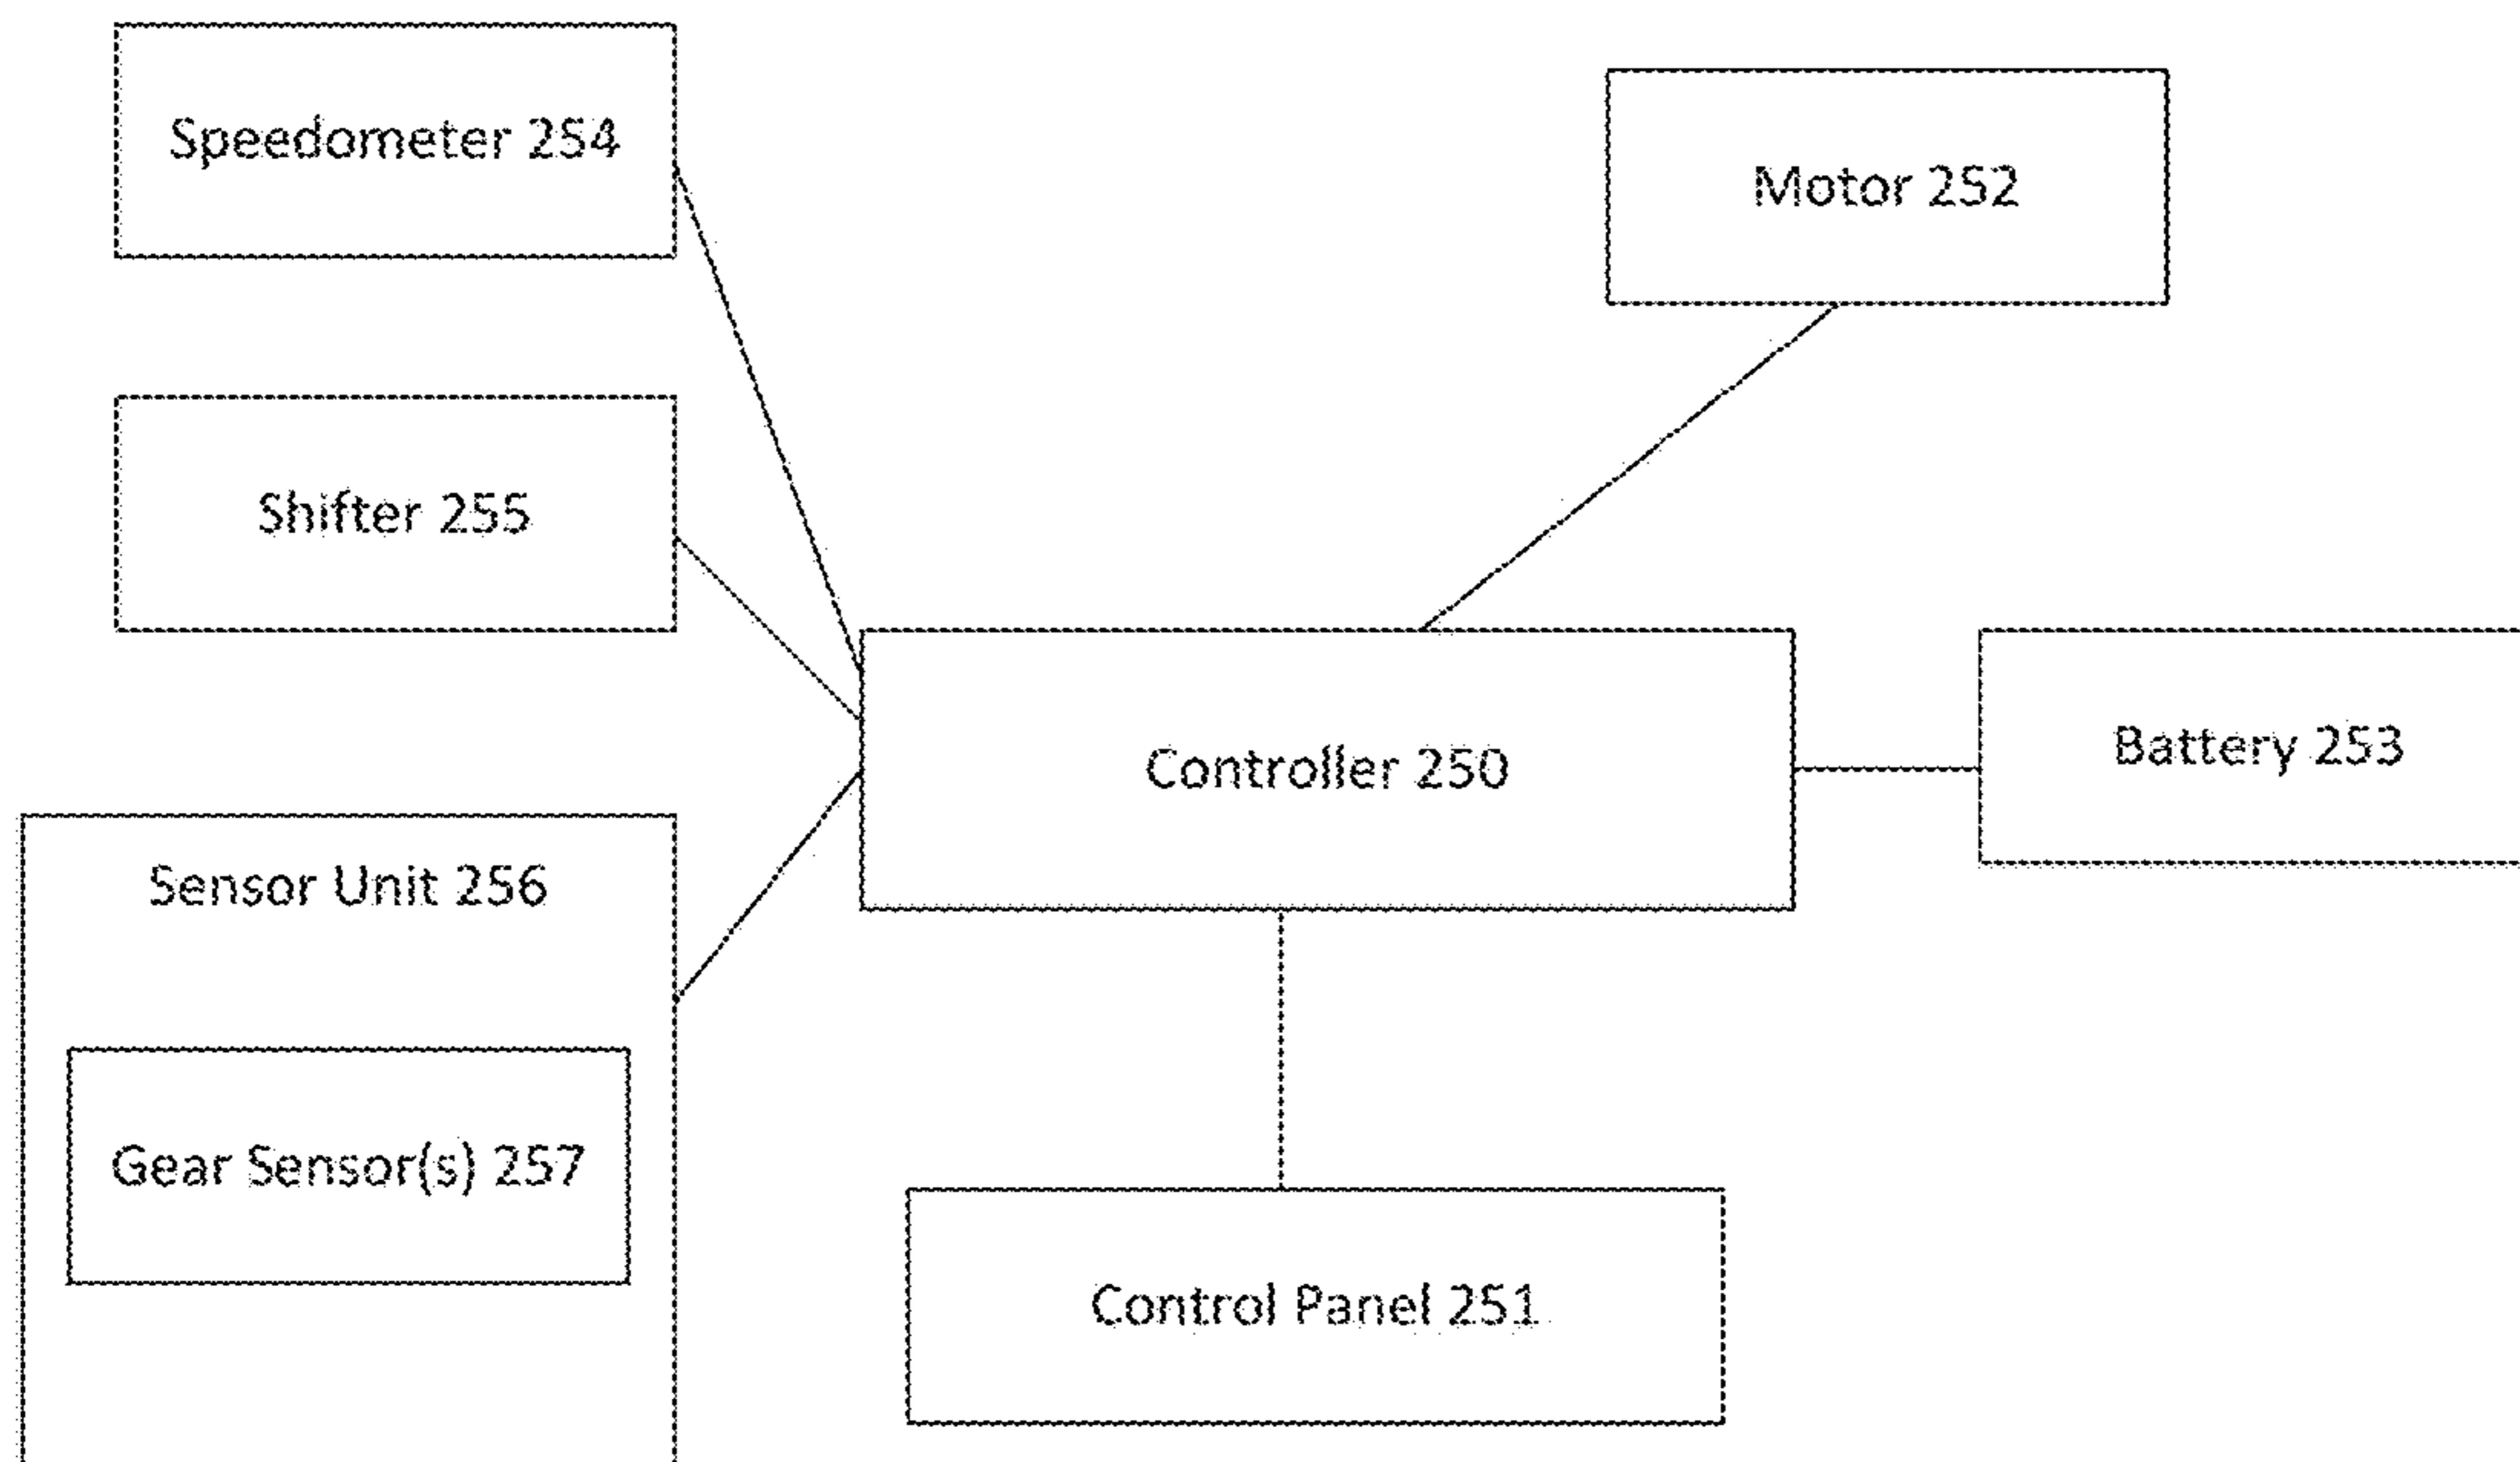 Speedometer 254
Motor 252
Shifter 255
Controller 250
Battery 253
Sensor Unit 256
Gear Sensor(s) 257
Control Panel 251